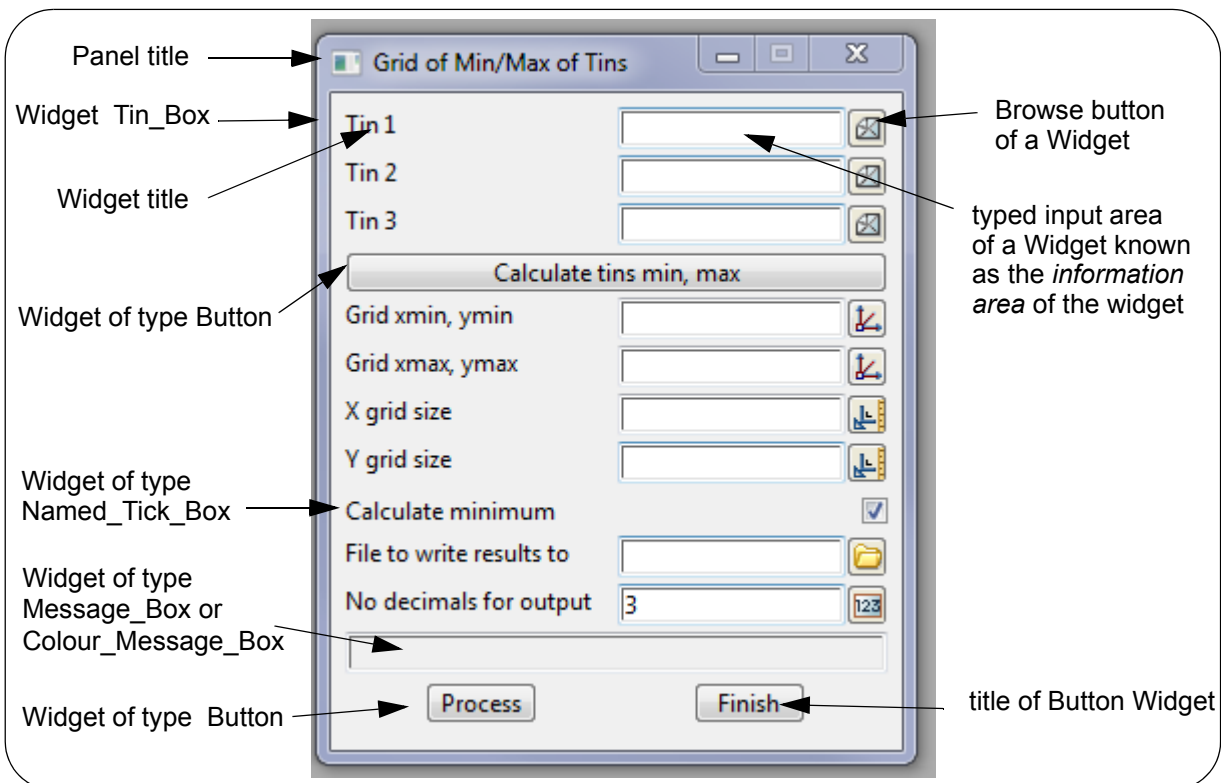 Panel title
Grid of Min/Max of Tins
Widget Tin_Box
Tin 1
Browse button
of a Widget
Widget title
Tin 2
Tin 3
typed input area
of a Widget known
as the information
area of the widget
Calculate tins min, max
Widget of type Button
Grid xmin, ymin
Grid xmax, ymax
X grid size
Y grid size
Widget of type
Named_Tick_Box
Calculate minimum
File to write results to
Widget of type
Message_Box or
Colour_Message_Box
No decimals for output
3
123
Widget of type Button
Process
Finish
title of Button Widget